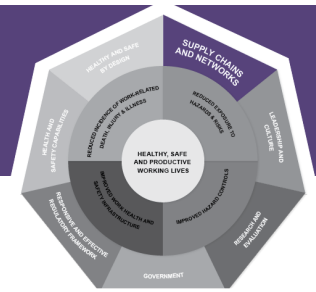 HEALTHY AND SAFE
BY DESIGN
SUPPLY CHAINS
AND NETWORKS
LEADERSHIP AND
CULTURE
RESEARCH AND
EVALUATION
GOVERNMENT
RESPONSIVE AND EFFECTIVE
REGULATORY FRAMEWORK
HEALTH AND
SAFETY CAPABILITIES
REDUCED INCIDENCE OF WORK-RELATED
DEATH, INJURY & ILLNESS
REDUCED EXPOSURE TO
HAZARDS & RISKS
IMPROVED HAZARD CONTROLS
IMPROVED WORK HEALTH AND
SAFETY INFRASTRUCTURE
HEALTHY, SAFE
AND PRODUCTIVE
WORKING LIVES